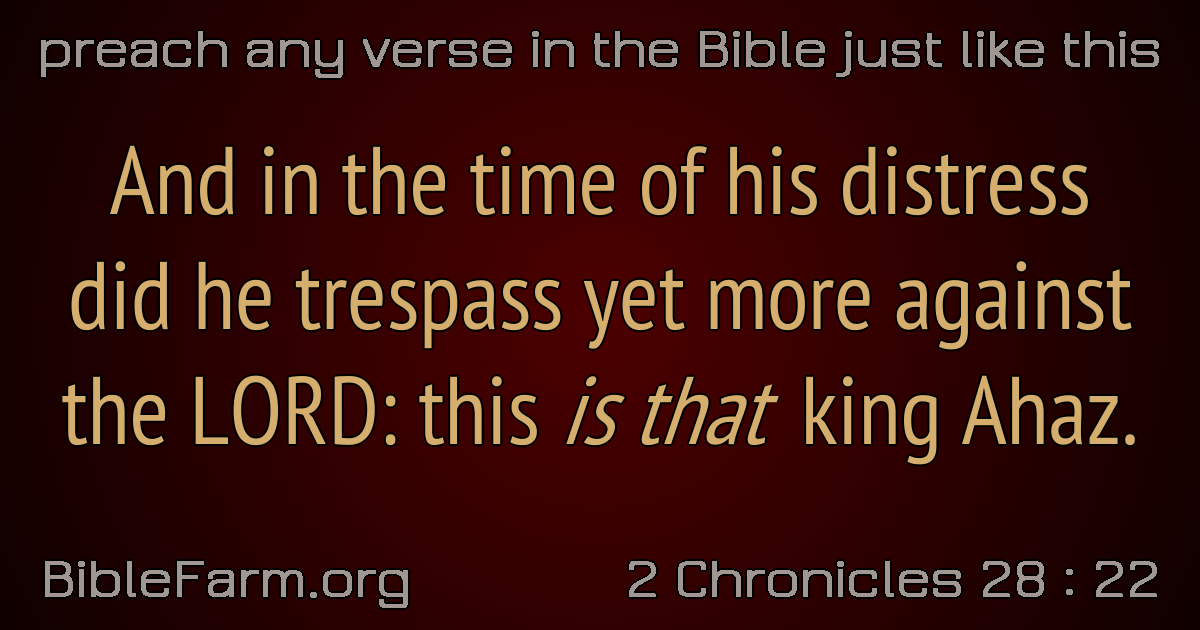 preach any verse in the Bible just like this
And in the time of his distress
did he trespass yet more against
the LORD: this is that king Ahaz.
BibleFarm.org
2 Chronicles 28 : 22